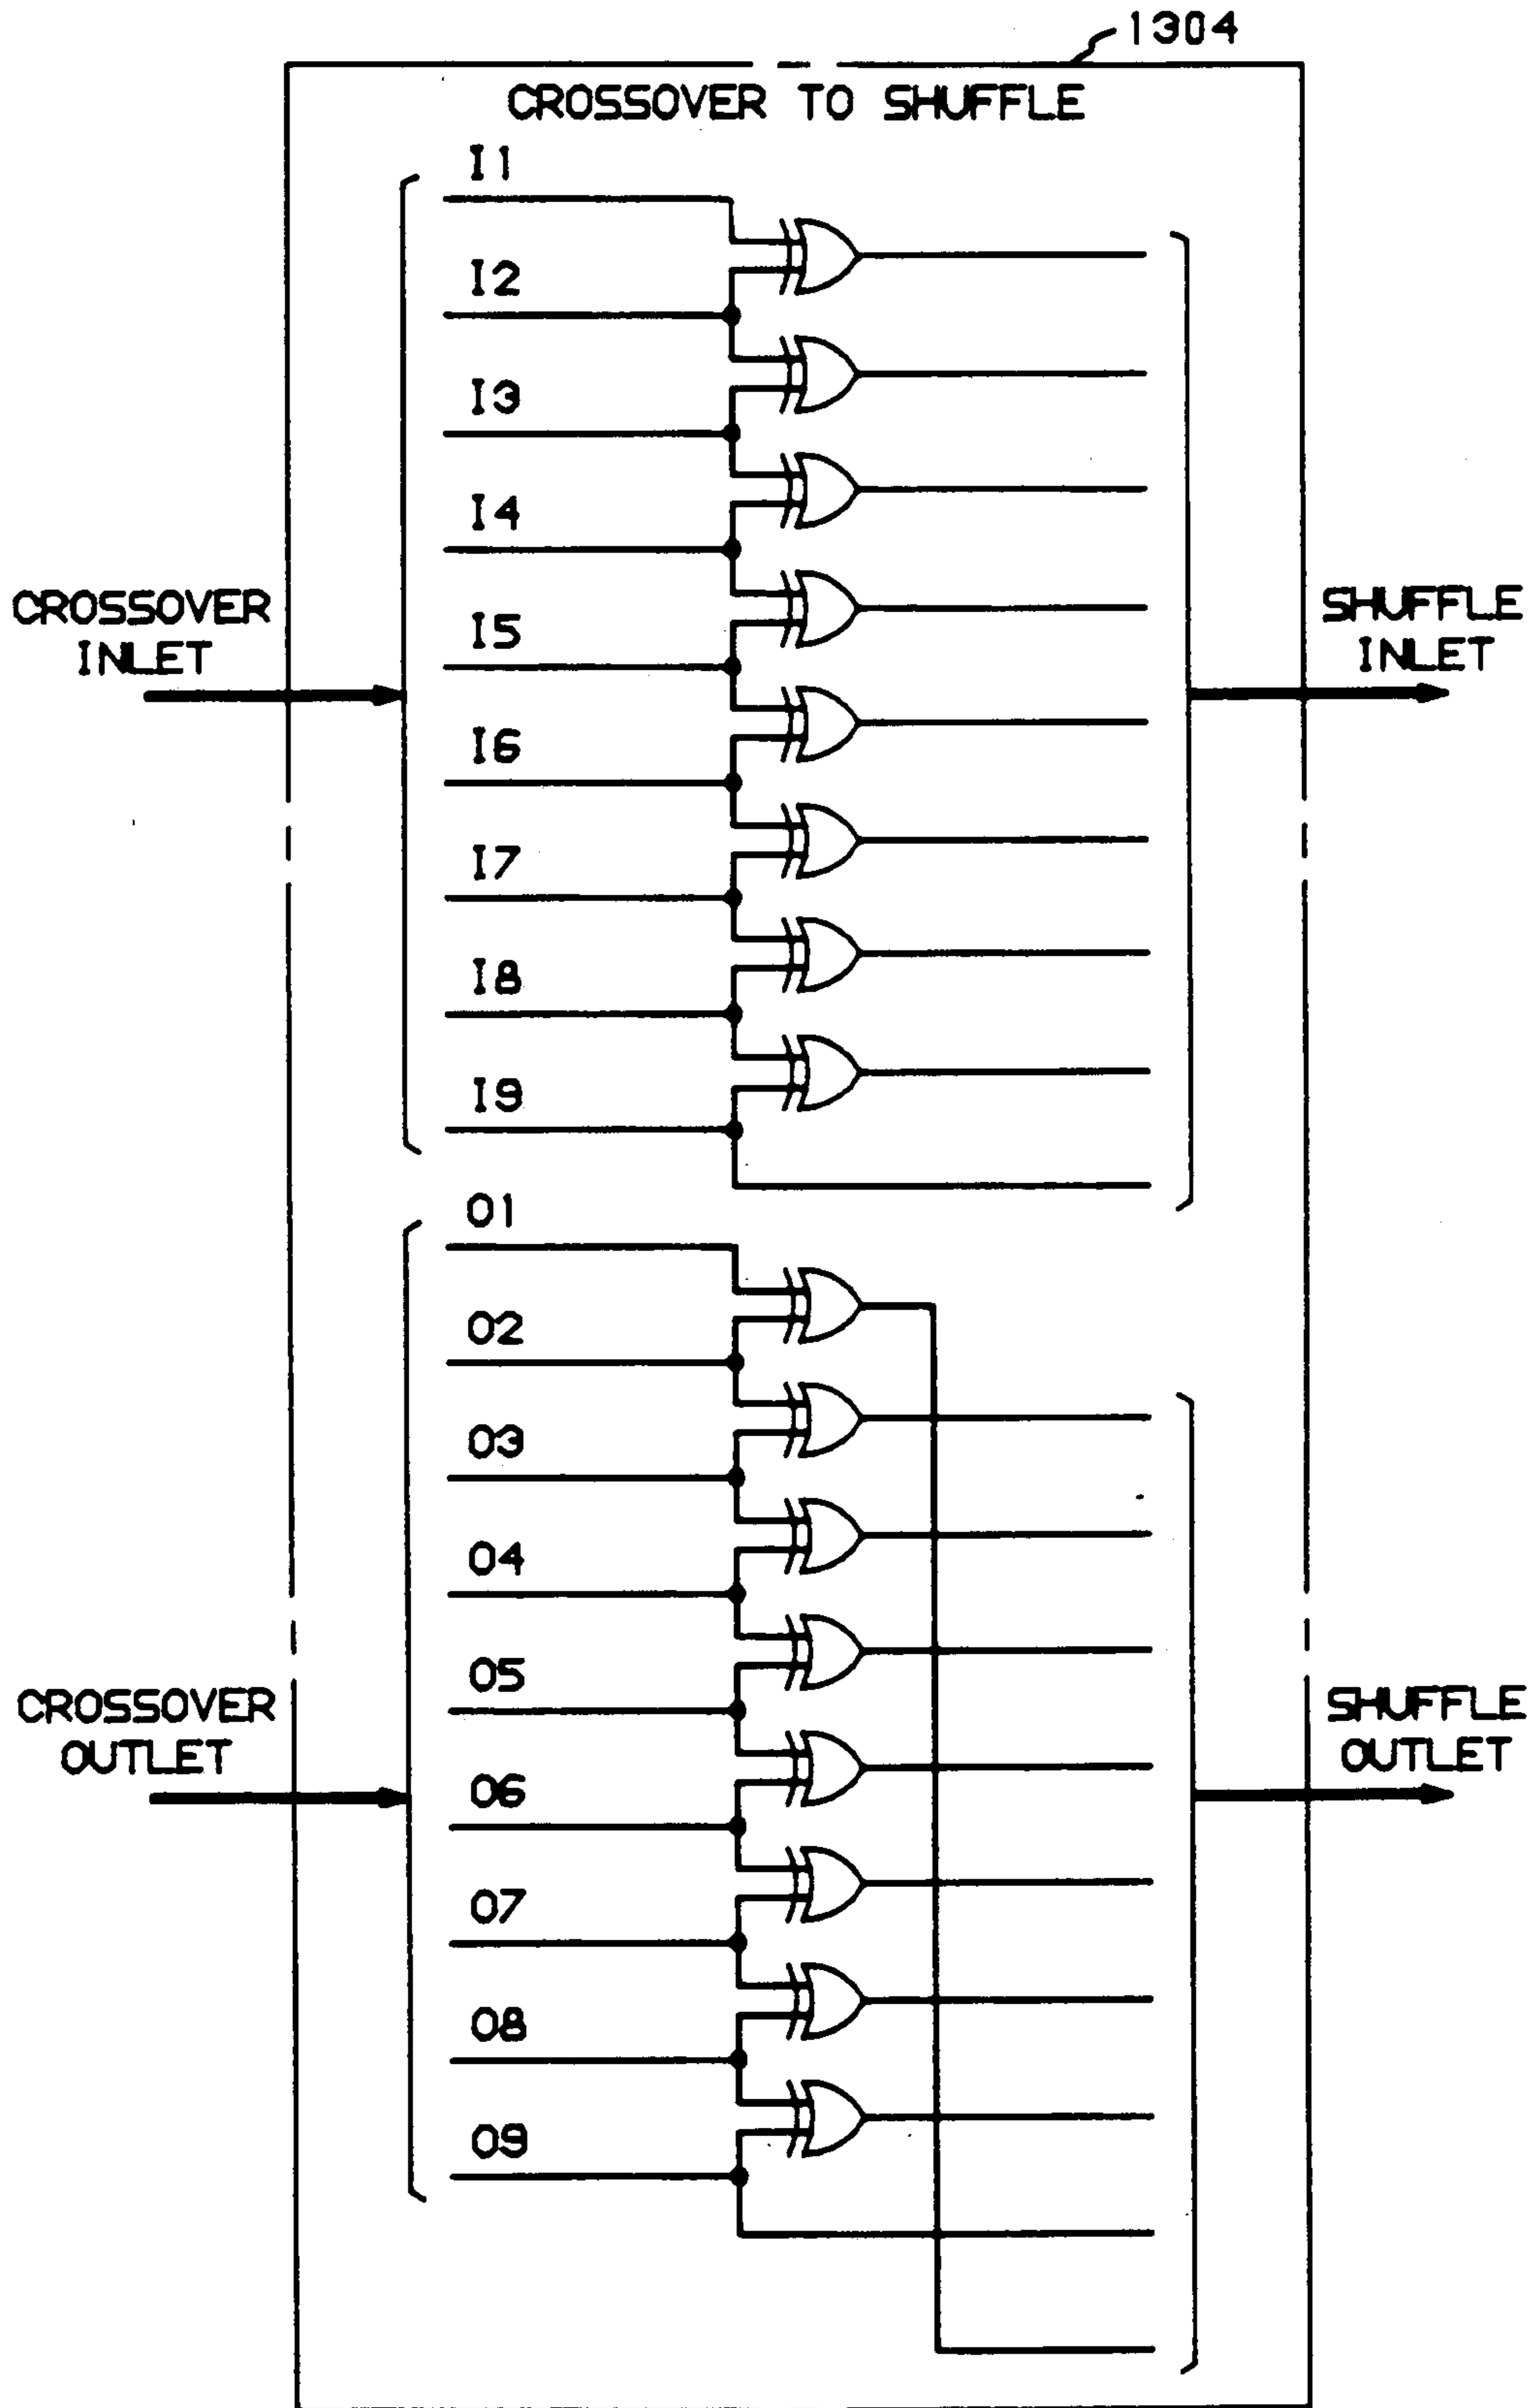 1304
CROSSOVER TO SHUFFLE
I1
I2
I3
I4
I5
I6
I7
I8
I9
CROSSOVER
INLET
SHUFFLE
INLET
O1
O2
O3
O4
O5
O6
O7
O8
O9
CROSSOVER
OUTLET
SHUFFLE
OUTLET